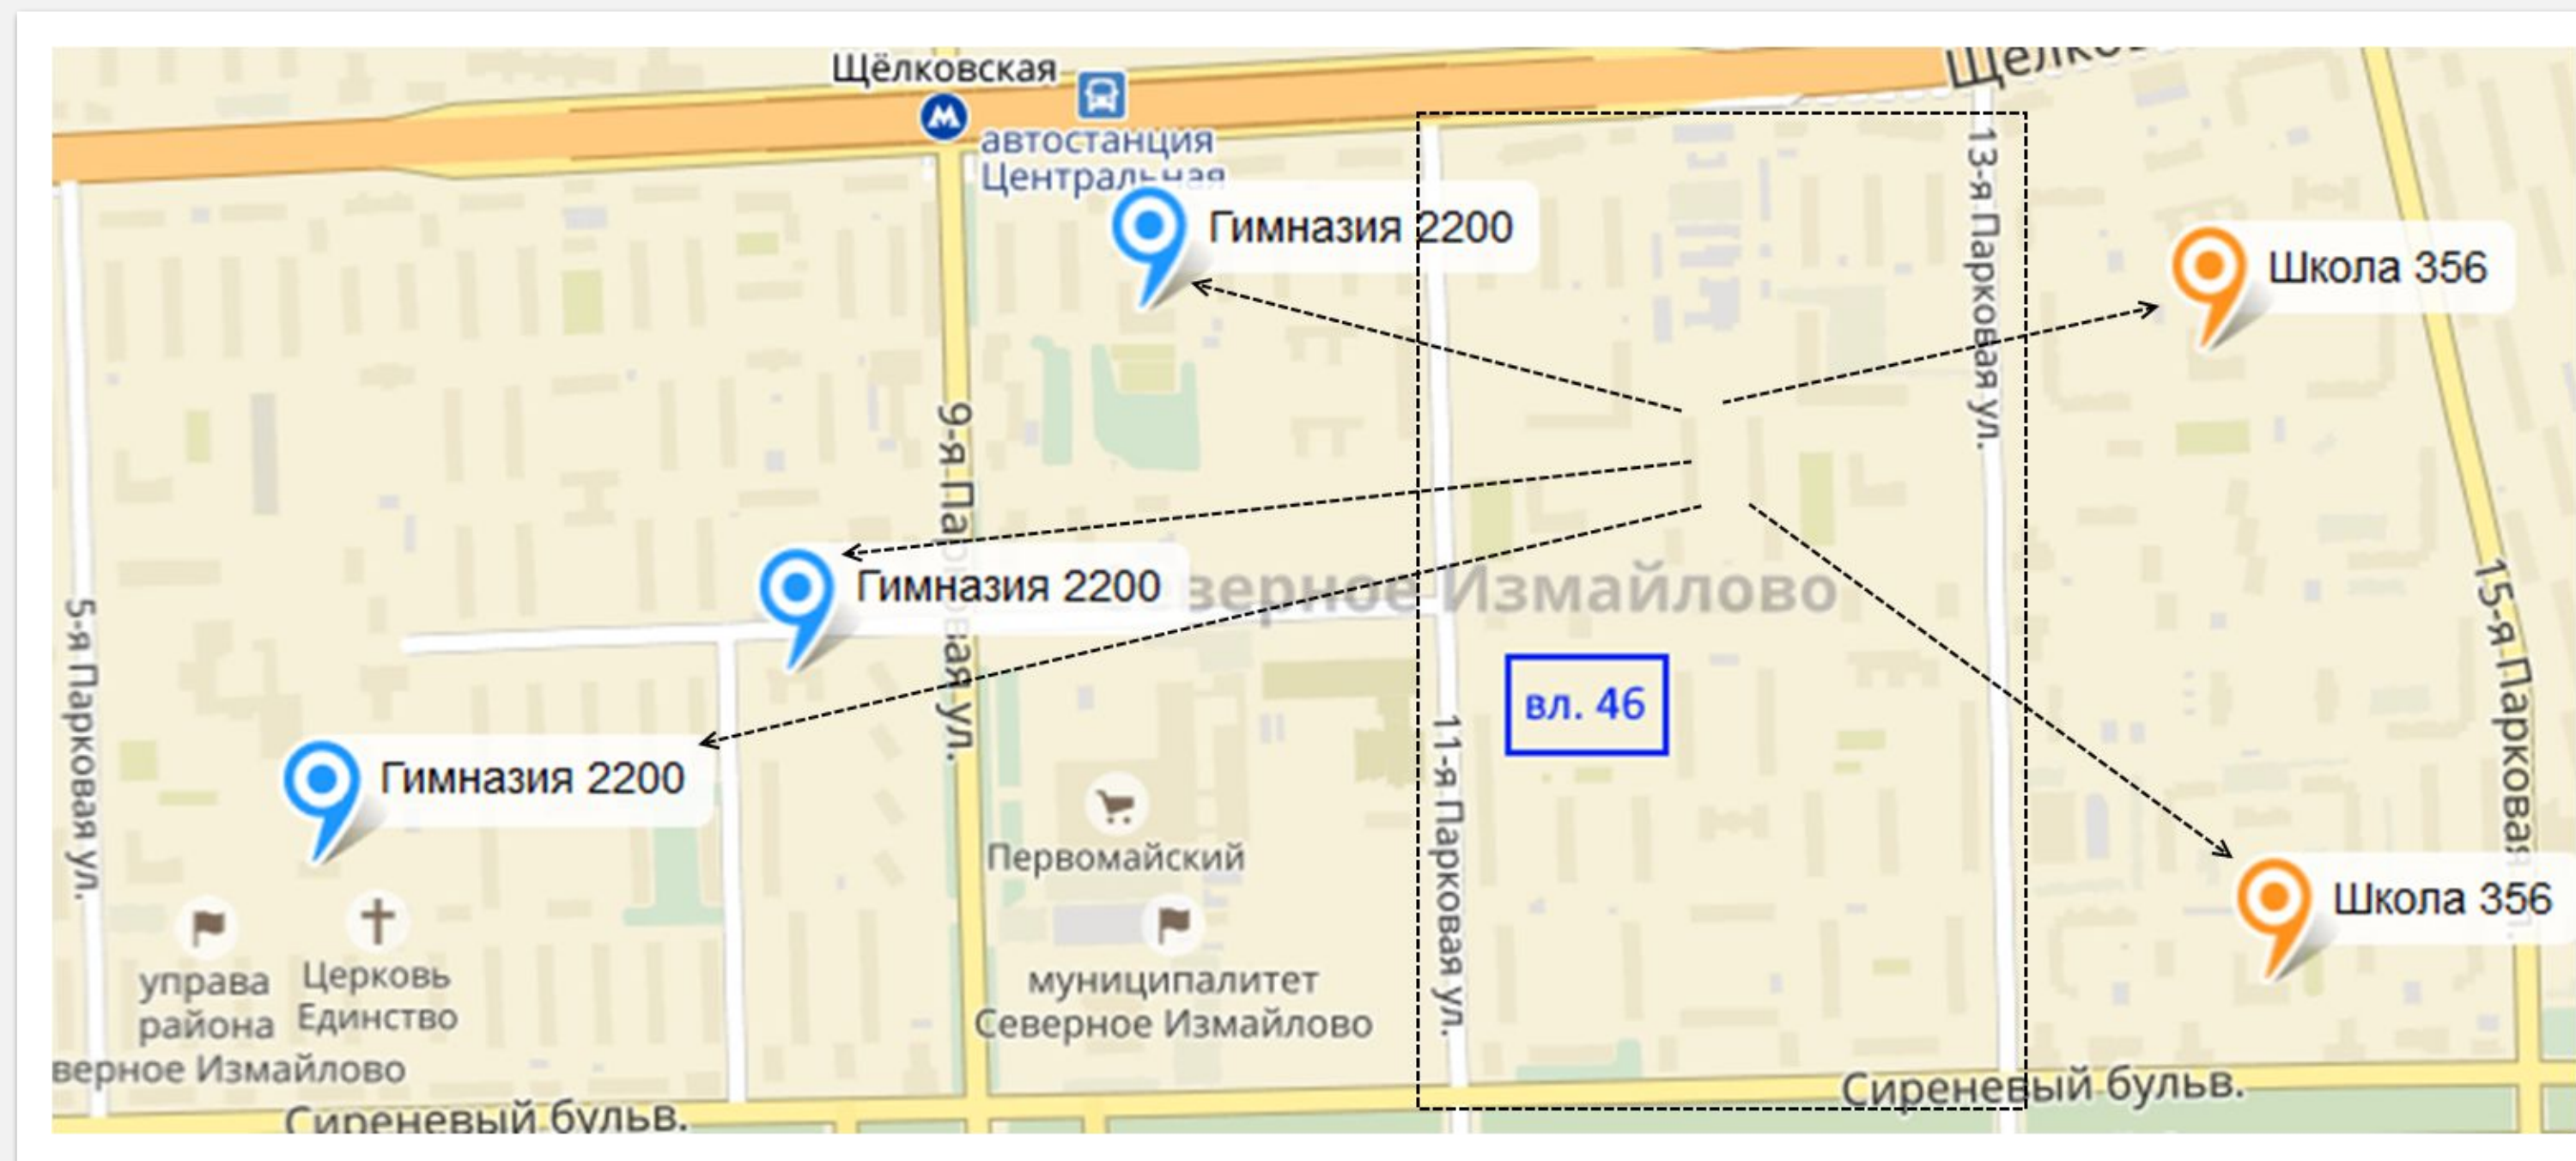 Щёлковская
Щёлко
автостанция
Центральная
13-я Парковая ул.
Гимназия 2200
Школа 356
9-я Парковая ул.
Гимназия 2200
Северное Измайлово
5-я Парковая ул.
15-я Парковая
вл. 46
11-я Парковая ул.
Гимназия 2200
Первомайский
Школа 356
управа
района
верное Измайлово
Церковь
Единство
муниципалитет
Северное Измайлово
Сиреневый бульв.
Сиреневый бульв.